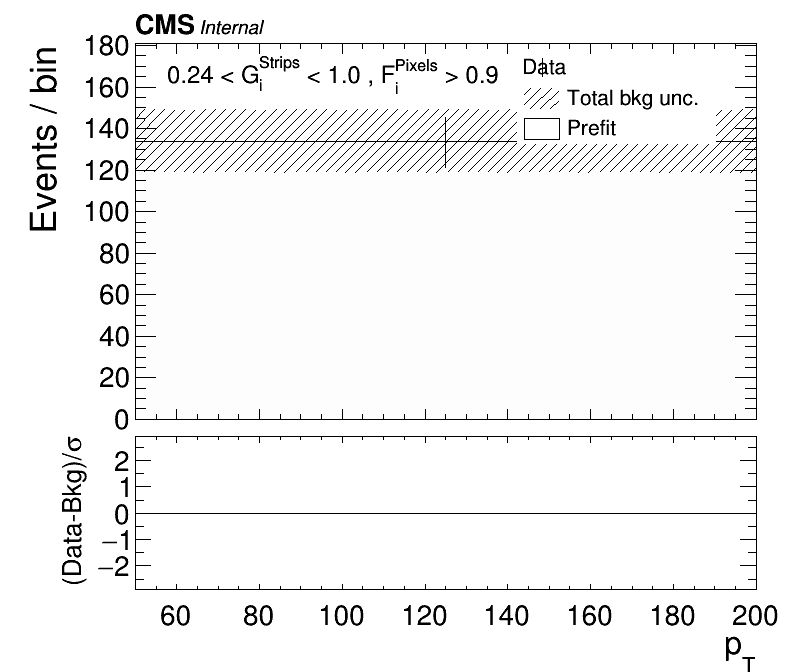 CMS Internal
0.24 < G_i^Strips < 1.0 , F_i^Pixels > 0.9
Data
Total bkg unc.
Prefit
Events / bin
180
160
140
120
100
80
60
40
20
0
(Data-Bkg)/σ
2
1
0
−1
−2
60 80 100 120 140 160 180 200
p_T